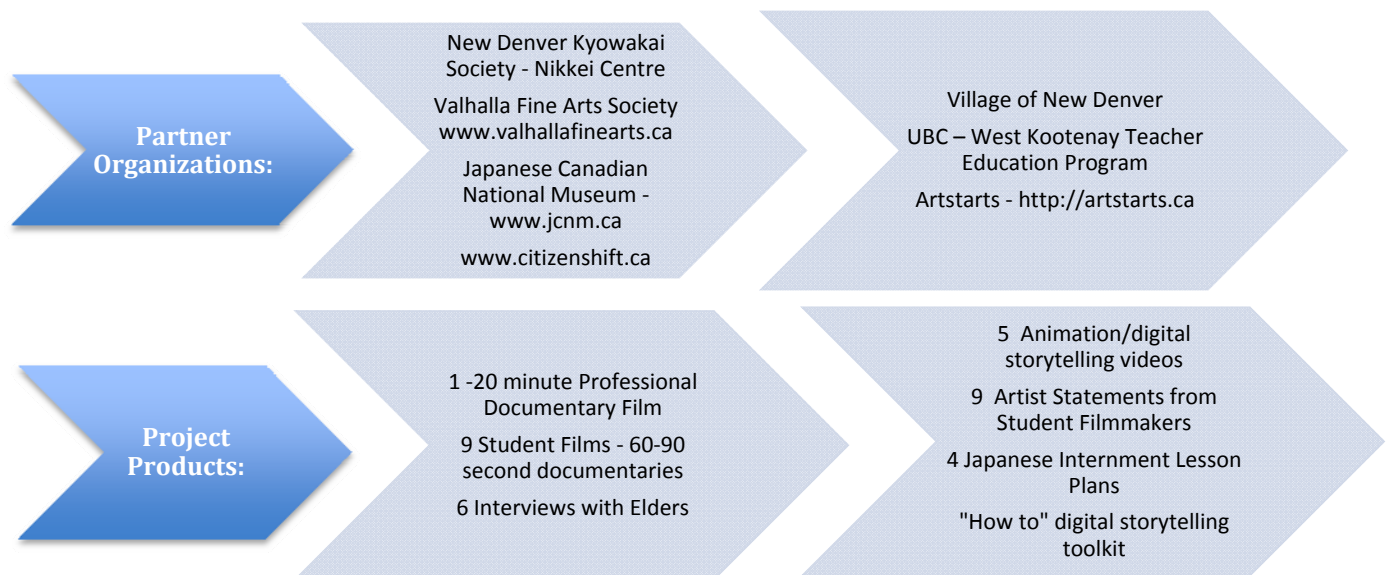 Partner
Organizations:
New Denver Kyowakai
Society - Nikkei Centre
Valhalla Fine Arts Society
www.valhallafinearts.ca
Japanese Canadian
National Museum -
www.jcnm.ca
www.citizenshift.ca
Village of New Denver
UBC – West Kootenay Teacher
Education Program
Artstarts - http://artstarts.ca
Project
Products:
1 -20 minute Professional
Documentary Film
9 Student Films - 60-90
second documentaries
6 Interviews with Elders
5  Animation/digital
storytelling videos
9  Artist Statements from
Student Filmmakers
4 Japanese Internment Lesson
Plans
"How to" digital storytelling
toolkit